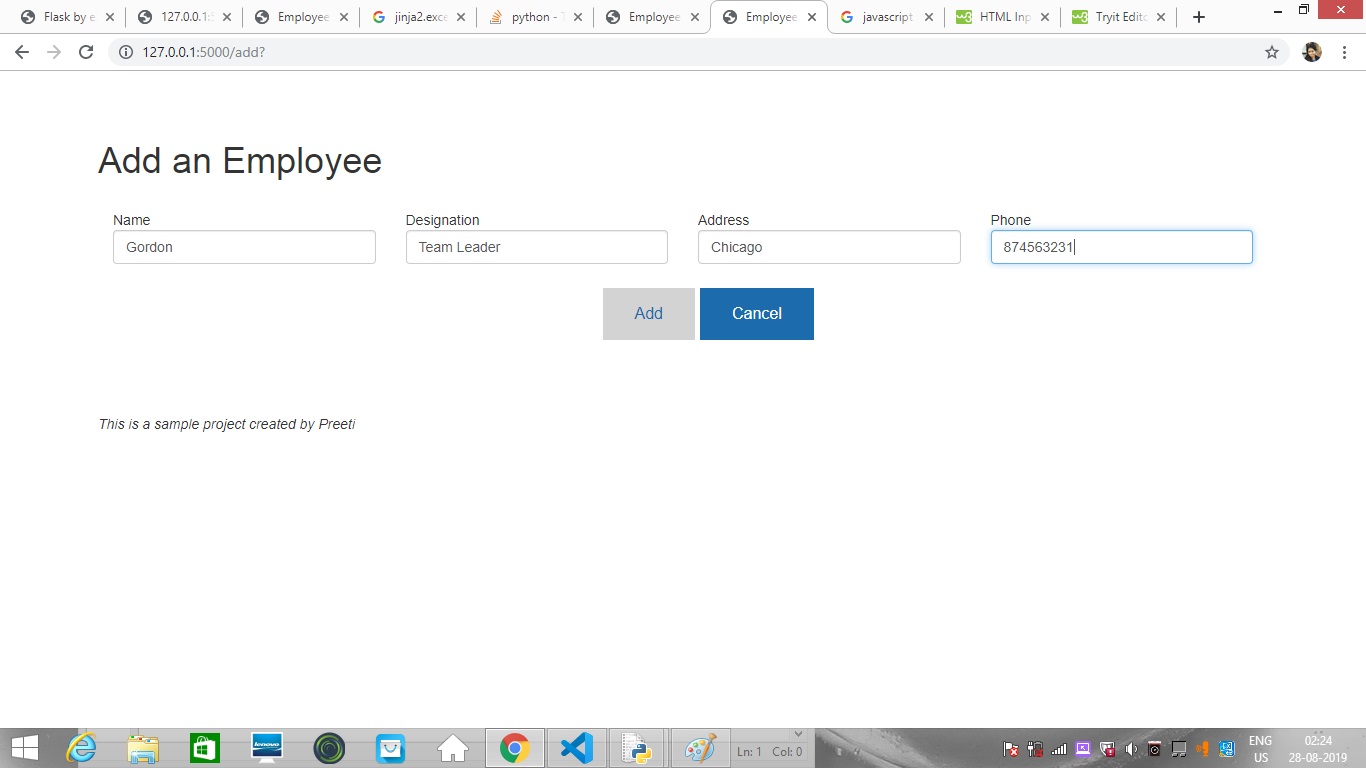 Flask by e
127.0.0.1:5
Employee
jinja2.exce
python - T
Employee
Employee
javascript
HTML Inp
Tryit Edito
127.0.0.1:5000/add?
Add an Employee
Name Designation Address Phone
Gordon Team Leader Chicago 874563231
Add Cancel
This is a sample project created by Preeti
lenovo
Ln: 1 Col: 0
ENG 02:24
US 28-08-2019